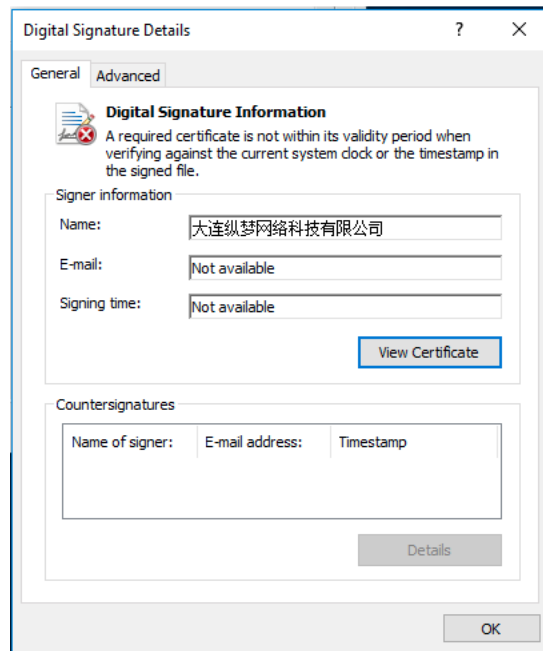 Digital Signature Details
General Advanced
Digital Signature Information
A required certificate is not within its validity period when
verifying against the current system clock or the timestamp in
the signed file.
Signer information
Name: 大连纵梦网络科技有限公司
E-mail: Not available
Signing time: Not available
View Certificate
Countersignatures
Name of signer: E-mail address: Timestamp
Details
OK